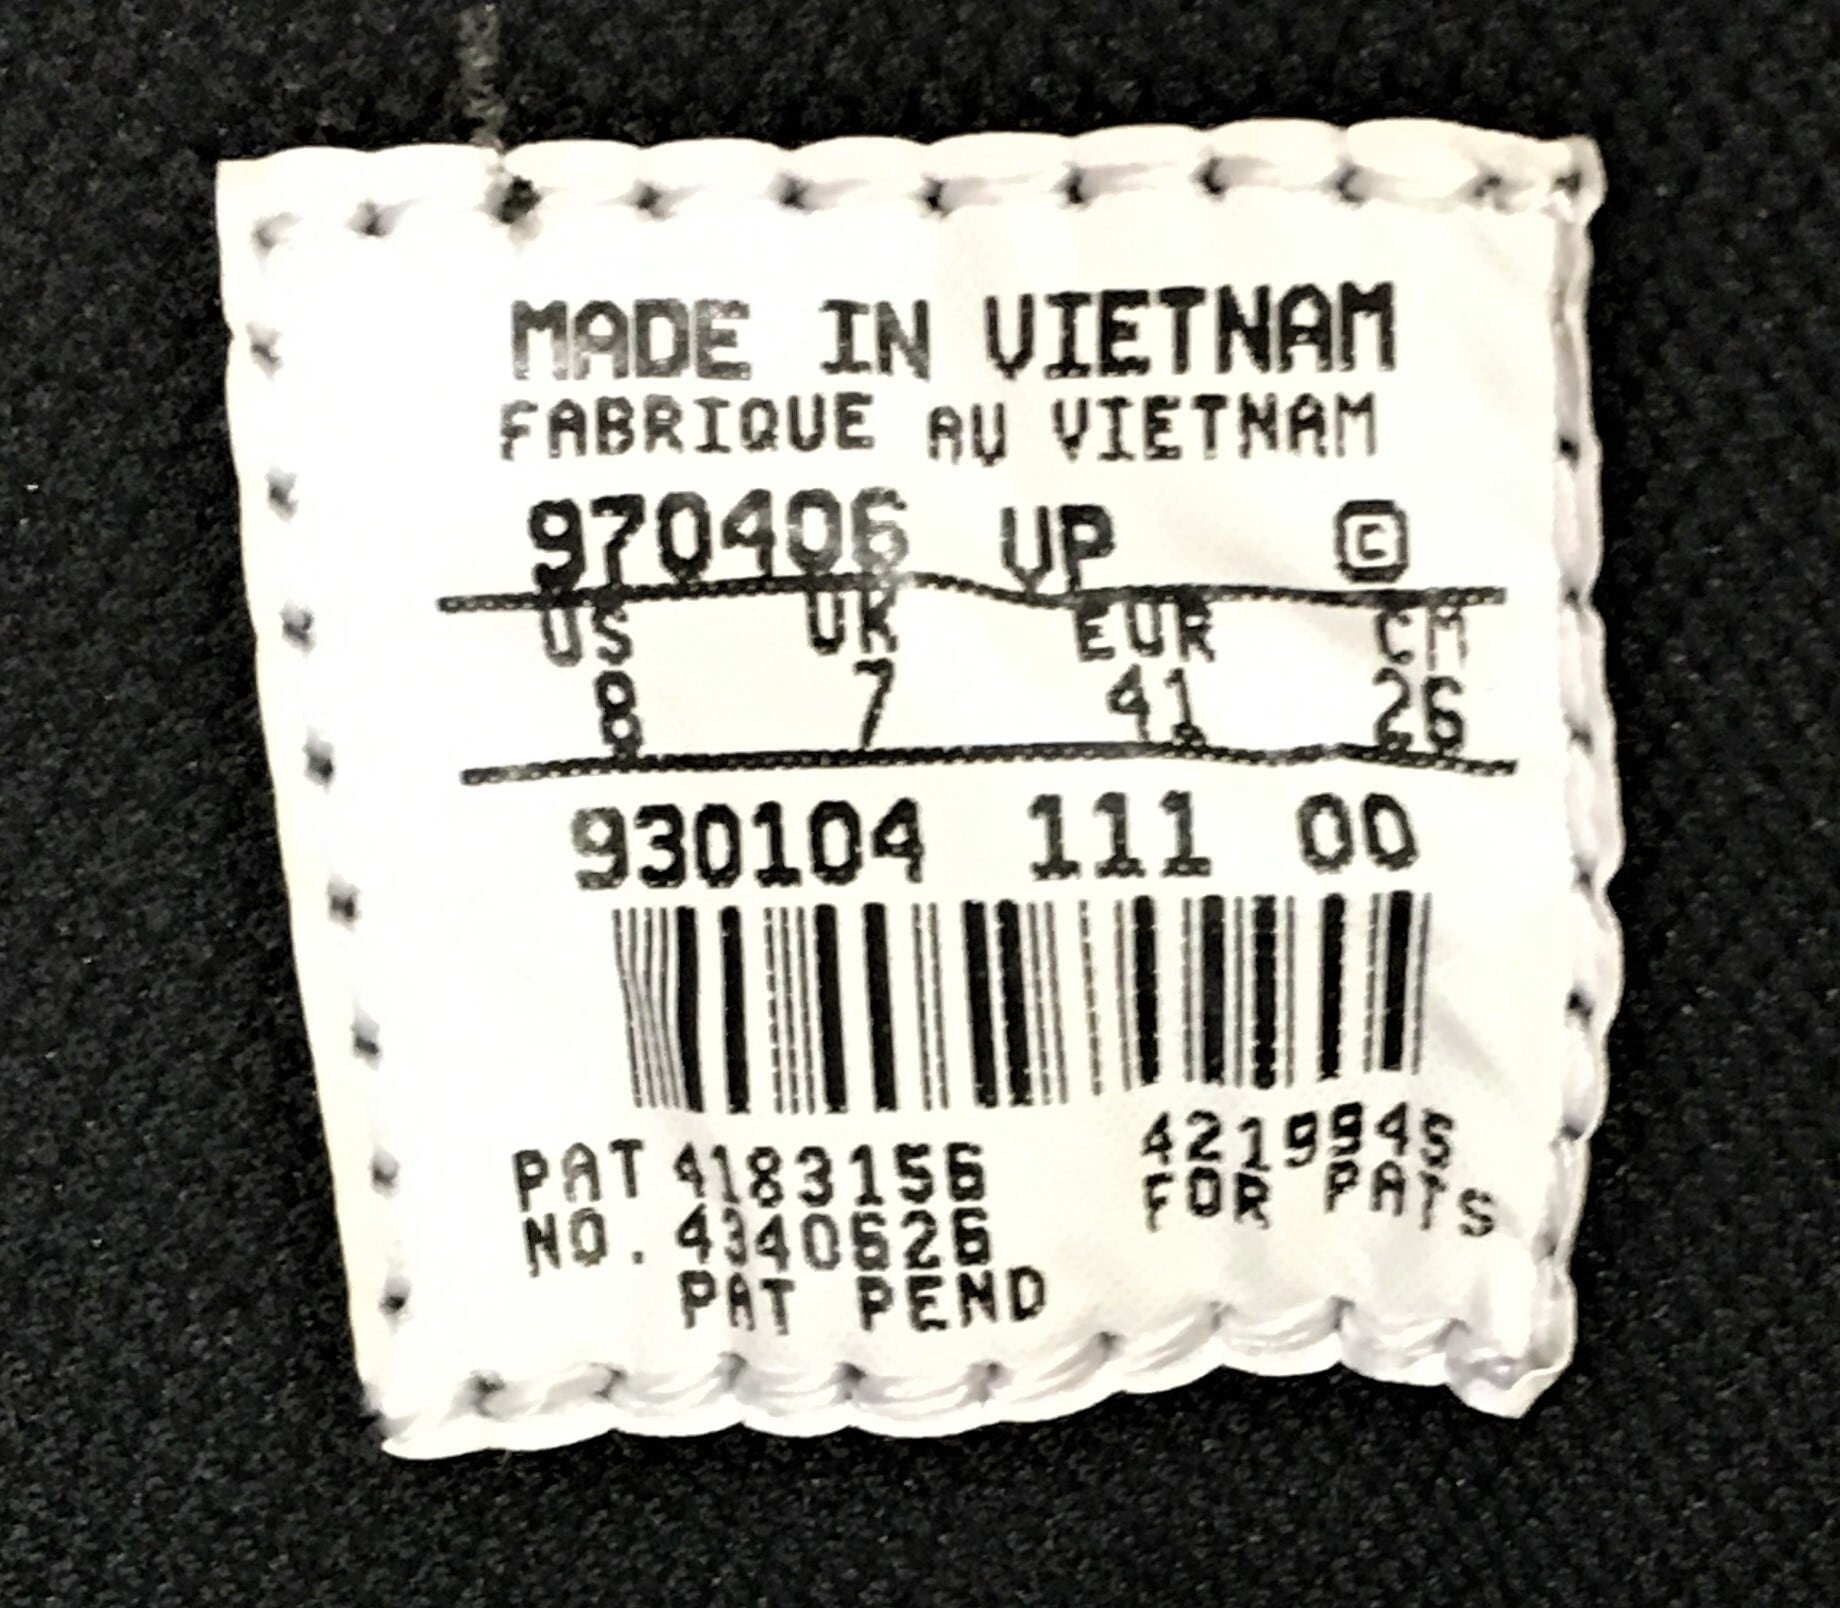 MADE IN VIETNAM
FABRIQUE AU VIETNAM
970406 VP C
US UK EUR CM
8 7 41 26
930104 111 00
PAT 4183156 4219945
NO. 4340626 FOR PATS
PAT PEND